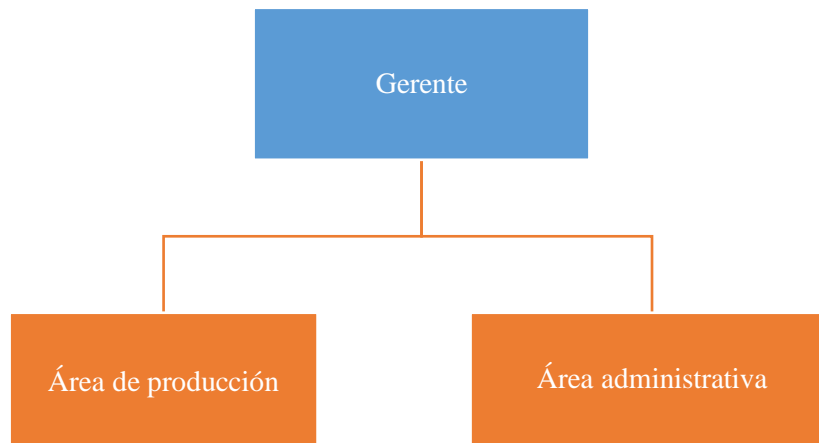 Gerente
Área de producción
Área administrativa